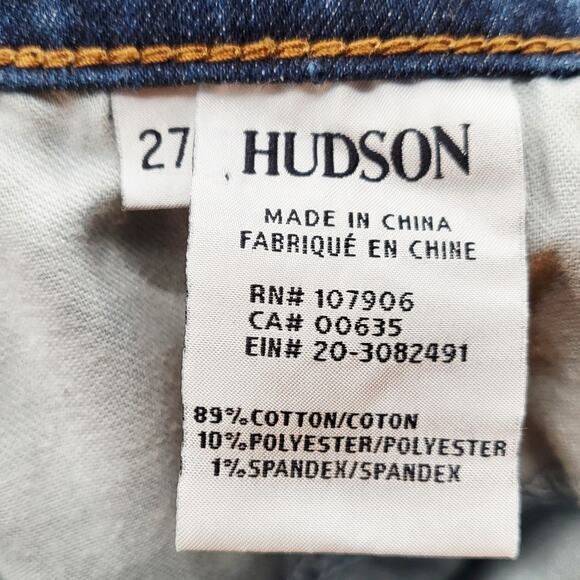 27
HUDSON
MADE IN CHINA
FABRIQUÉ EN CHINE
RN# 107906
CA# 00635
EIN# 20-3082491
89% COTTON/COTON
10% POLYESTER/POLYESTER
1% SPANDEX/SPANDEX